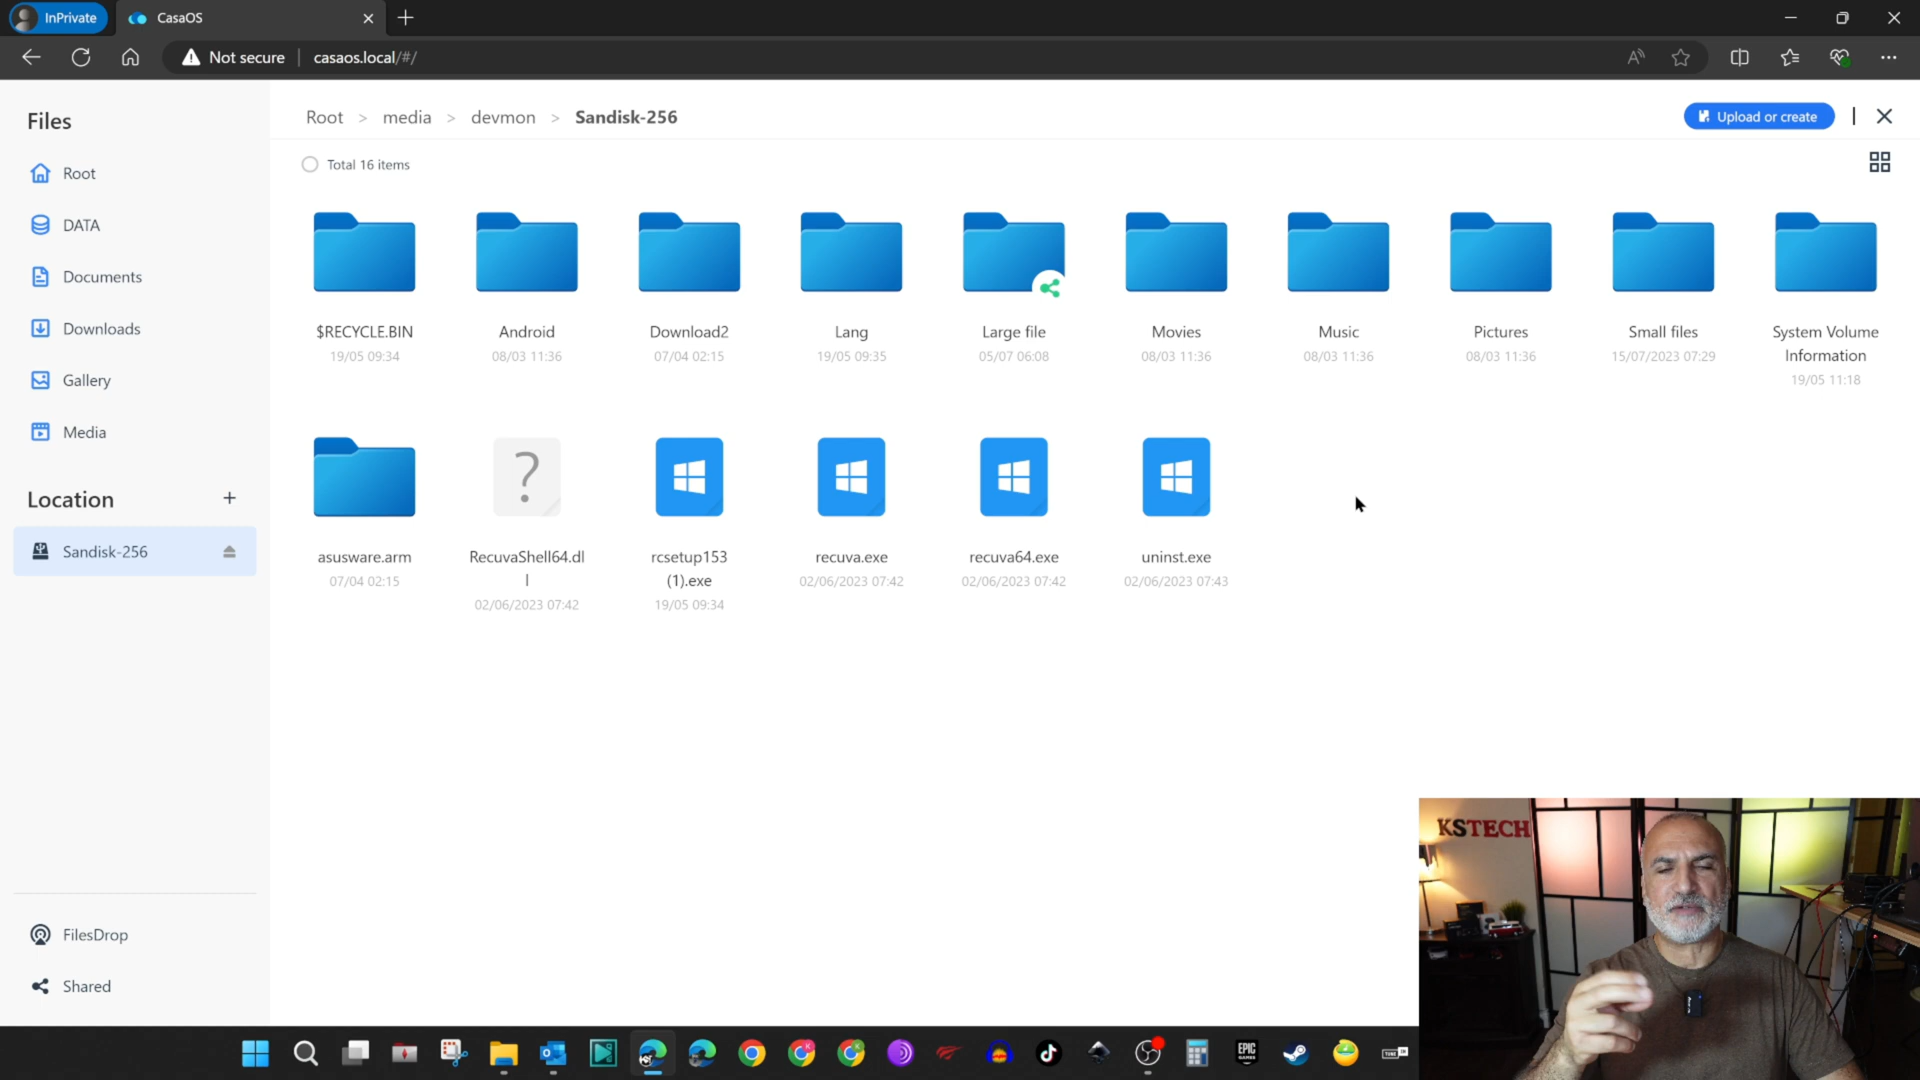 InPrivate
CasaOS
Not secure
casaos.local/#/
Files
Root
DATA
Documents
Downloads
Gallery
Media
Location
+
Sandisk-256
FilesDrop
Shared
Root > media > devmon > Sandisk-256
Upload or create
Total 16 items
$RECYCLE.BIN
19/05 09:34
Android
08/03 11:36
Download2
07/04 02:15
Lang
19/05 09:35
Large file
05/07 06:08
Movies
08/03 11:36
Music
08/03 11:36
Pictures
08/03 11:36
Small files
15/07/2023 07:29
System Volume
Information
19/05 11:18
asusware.arm
07/04 02:15
?
RecuvaShell64.dl
l
02/06/2023 07:42
rcsetup153
(1).exe
19/05 09:34
recuva.exe
02/06/2023 07:42
recuva64.exe
02/06/2023 07:42
uninst.exe
02/06/2023 07:43
KSTECH
EPIC
GAMES